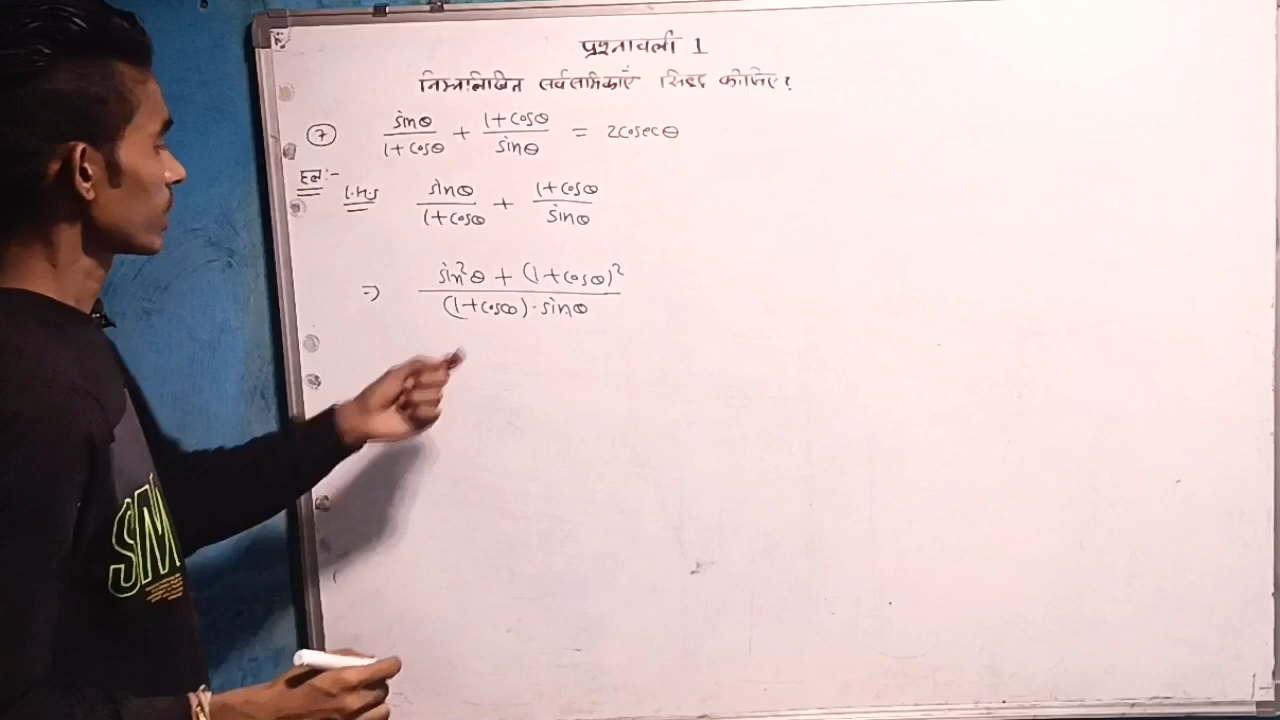 प्रश्नावली 1
निम्नलिखित सर्वसमिकाएँ सिद्ध कीजिए?
7 sinθ/1+cosθ + 1+cosθ/sinθ = 2cosecθ
हल:-
L.H.S sinθ/1+cosθ + 1+cosθ/sinθ
⇒ sin²θ + (1+cosθ)²/(1+cosθ)·sinθ
SM